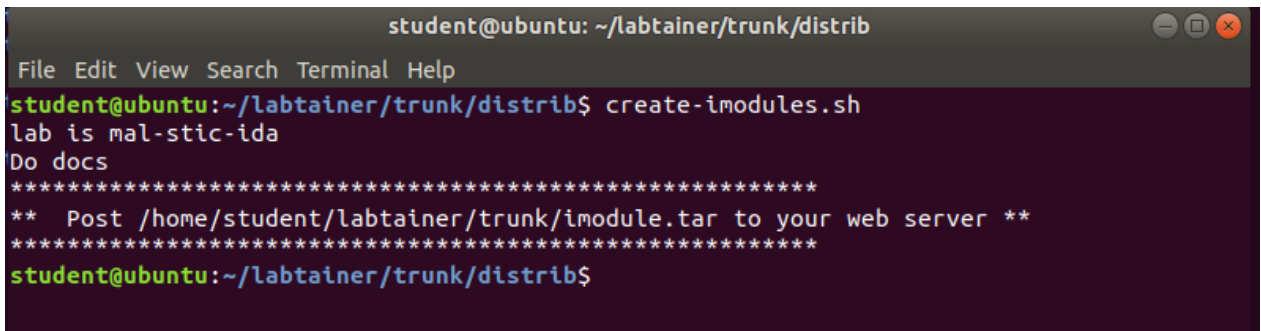 student@ubuntu: ~/labtainer/trunk/distrib
File Edit View Search Terminal Help
student@ubuntu:~/labtainer/trunk/distrib$ create-imodules.sh
lab is mal-stic-ida
Do docs
*********************************************************
**  Post /home/student/labtainer/trunk/imodule.tar to your web server **
*********************************************************
student@ubuntu:~/labtainer/trunk/distrib$